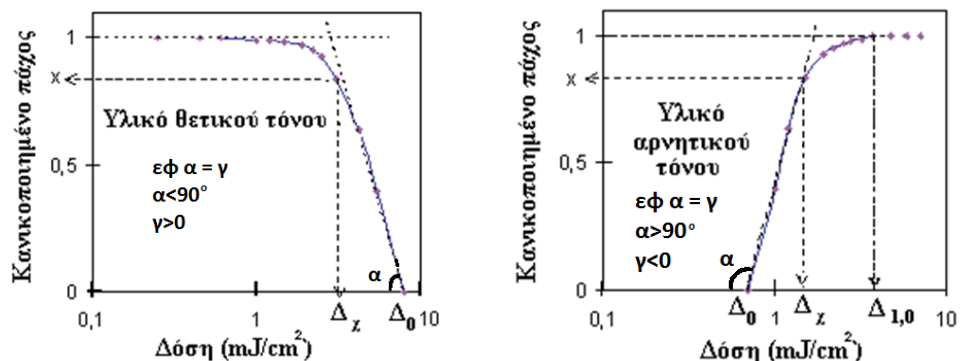 Κανικοποιημένο πάχος
1
x
0,5
0
Υλικό θετικού τόνου
εφ α = γ
α<90°
γ>0
α
Δχ
Δ0
0,1
1
10
Δόση (mJ/cm²)
Κανικοποιημένο πάχος
1
x
0,5
0
Υλικό
αρνητικού
τόνου
εφ α = γ
α>90°
γ<0
α
Δ0
Δχ
Δ1,0
0,1
1
10
Δόση (mJ/cm²)